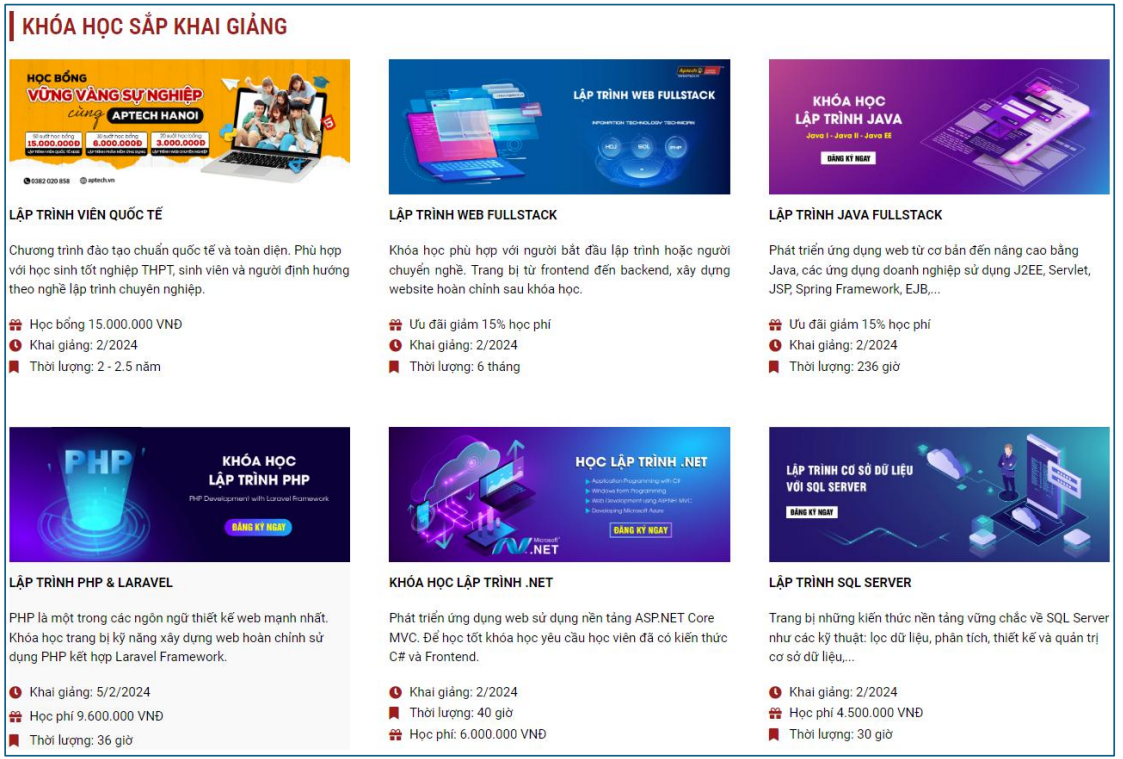 KHÓA HỌC SẮP KHAI GIẢNG
HỌC BỔNG
VỮNG VÀNG SỰ NGHIỆP
cùng APTECH HANOI
50 suất học bổng
30 suất học bổng
20 suất học bổng
15.000.000Đ
6.000.000Đ
3.000.000Đ
0382 020 858 aptech.vn
LẬP TRÌNH VIÊN QUỐC TẾ
Chương trình đào tạo chuẩn quốc tế và toàn diện. Phù hợp
với học sinh tốt nghiệp THPT, sinh viên và người định hướng
theo nghề lập trình chuyên nghiệp.
Học bổng 15.000.000 VNĐ
Khai giảng: 2/2024
Thời lượng: 2 - 2.5 năm
Aptech
LẬP TRÌNH WEB FULLSTACK
SQL
PHP
LẬP TRÌNH WEB FULLSTACK
Khóa học phù hợp với người bắt đầu lập trình hoặc người
chuyển nghề. Trang bị từ frontend đến backend, xây dựng
website hoàn chỉnh sau khóa học.
Ưu đãi giảm 15% học phí
Khai giảng: 2/2024
Thời lượng: 6 tháng
KHÓA HỌC
LẬP TRÌNH JAVA
Java I - Java II - Java EE
ĐĂNG KÝ NGAY
LẬP TRÌNH JAVA FULLSTACK
Phát triển ứng dụng web từ cơ bản đến nâng cao bằng
Java, các ứng dụng doanh nghiệp sử dụng J2EE, Servlet,
JSP, Spring Framework, EJB,...
Ưu đãi giảm 15% học phí
Khai giảng: 2/2024
Thời lượng: 236 giờ
PHP
KHÓA HỌC
LẬP TRÌNH PHP
PHP Development with Laravel Framework
ĐĂNG KÝ NGAY
LẬP TRÌNH PHP & LARAVEL
PHP là một trong các ngôn ngữ thiết kế web mạnh nhất.
Khóa học trang bị kỹ năng xây dựng web hoàn chỉnh sử
dụng PHP kết hợp Laravel Framework.
Khai giảng: 5/2/2024
Học phí 9.600.000 VNĐ
Thời lượng: 36 giờ
HỌC LẬP TRÌNH .NET
Application Programming with C#
Windows Form Programming
Web Development using ASP.NET MVC
Developing Microsoft Azure
ĐĂNG KÝ NGAY
Microsoft
.NET
KHÓA HỌC LẬP TRÌNH .NET
Phát triển ứng dụng web sử dụng nền tảng ASP.NET Core
MVC. Để học tốt khóa học yêu cầu học viên đã có kiến thức
C# và Frontend.
Khai giảng: 2/2024
Thời lượng: 40 giờ
Học phí: 6.000.000 VNĐ
LẬP TRÌNH CƠ SỞ DỮ LIỆU
VỚI SQL SERVER
ĐĂNG KÝ NGAY
LẬP TRÌNH SQL SERVER
Trang bị những kiến thức nền tảng vững chắc về SQL Server
như các kỹ thuật: lọc dữ liệu, phân tích, thiết kế và quản trị
cơ sở dữ liệu,...
Khai giảng: 2/2024
Học phí 4.500.000 VNĐ
Thời lượng: 30 giờ